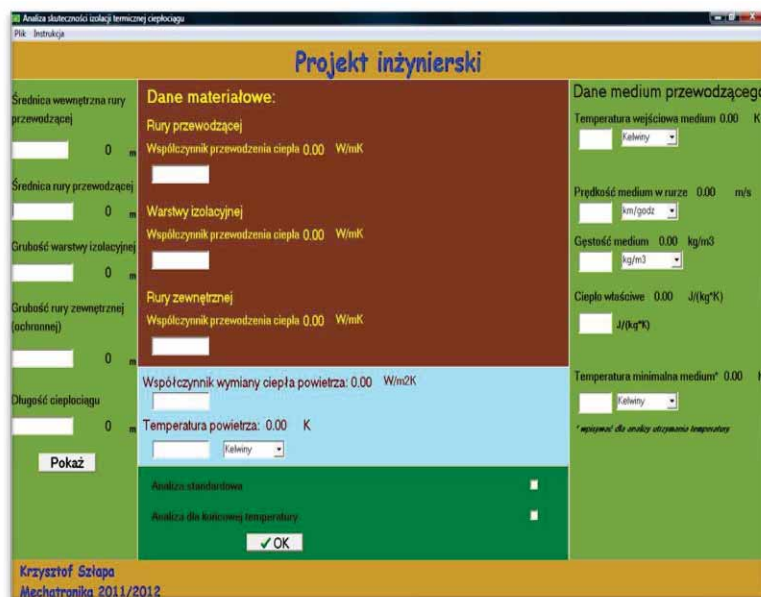 Analiza skuteczności izolacji termicznej ciepłociągu
Plik Instrukcja
Projekt inżynierski
Średnica wewnętrzna rury
przewodzącej
0 m
Średnica rury przewodzącej
0 m
Grubość warstwy izolacyjnej
0 m
Grubość rury zewnętrznej
(ochronnej)
0 m
Długość ciepłociągu
0 m
Pokaż
Dane materiałowe:
Rury przewodzącej
Współczynnik przewodzenia ciepła 0.00 W/mK
Warstwy izolacyjnej
Współczynnik przewodzenia ciepła 0.00 W/mK
Rury zewnętrznej
Współczynnik przewodzenia ciepła 0.00 W/mK
Współczynnik wymiany ciepła powietrza: 0.00 W/m2K
Temperatura powietrza: 0.00 K
Kelwiny
Analiza standardowa
Analiza dla końcowej temperatury
OK
Dane medium przewodzącego
Temperatura wejściowa medium 0.00 K
Kelwiny
Prędkość medium w rurze 0.00 m/s
km/godz
Gęstość medium 0.00 kg/m3
kg/m3
Ciepło właściwe 0.00 J/(kg*K)
J/(kg*K)
Temperatura minimalna medium* 0.00 K
Kelwiny
* wpisywać dla analizy utrzymania temperatury
Krzysztof Szłapa
Mechatronika 2011/2012